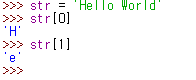 >>> str = 'Hello World'
>>> str[0]
'H'
>>> str[1]
'e'
>>>